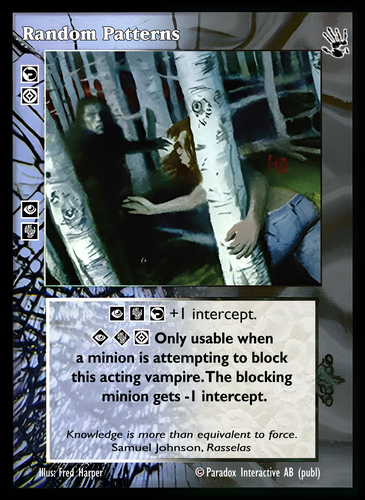 Random Patterns
+1 intercept.
Only usable when
a minion is attempting to block
this acting vampire. The blocking
minion gets -1 intercept.
Knowledge is more than equivalent to force.
Samuel Johnson, Rasselas
Illus: Fred Harper
© Paradox Interactive AB (publ)